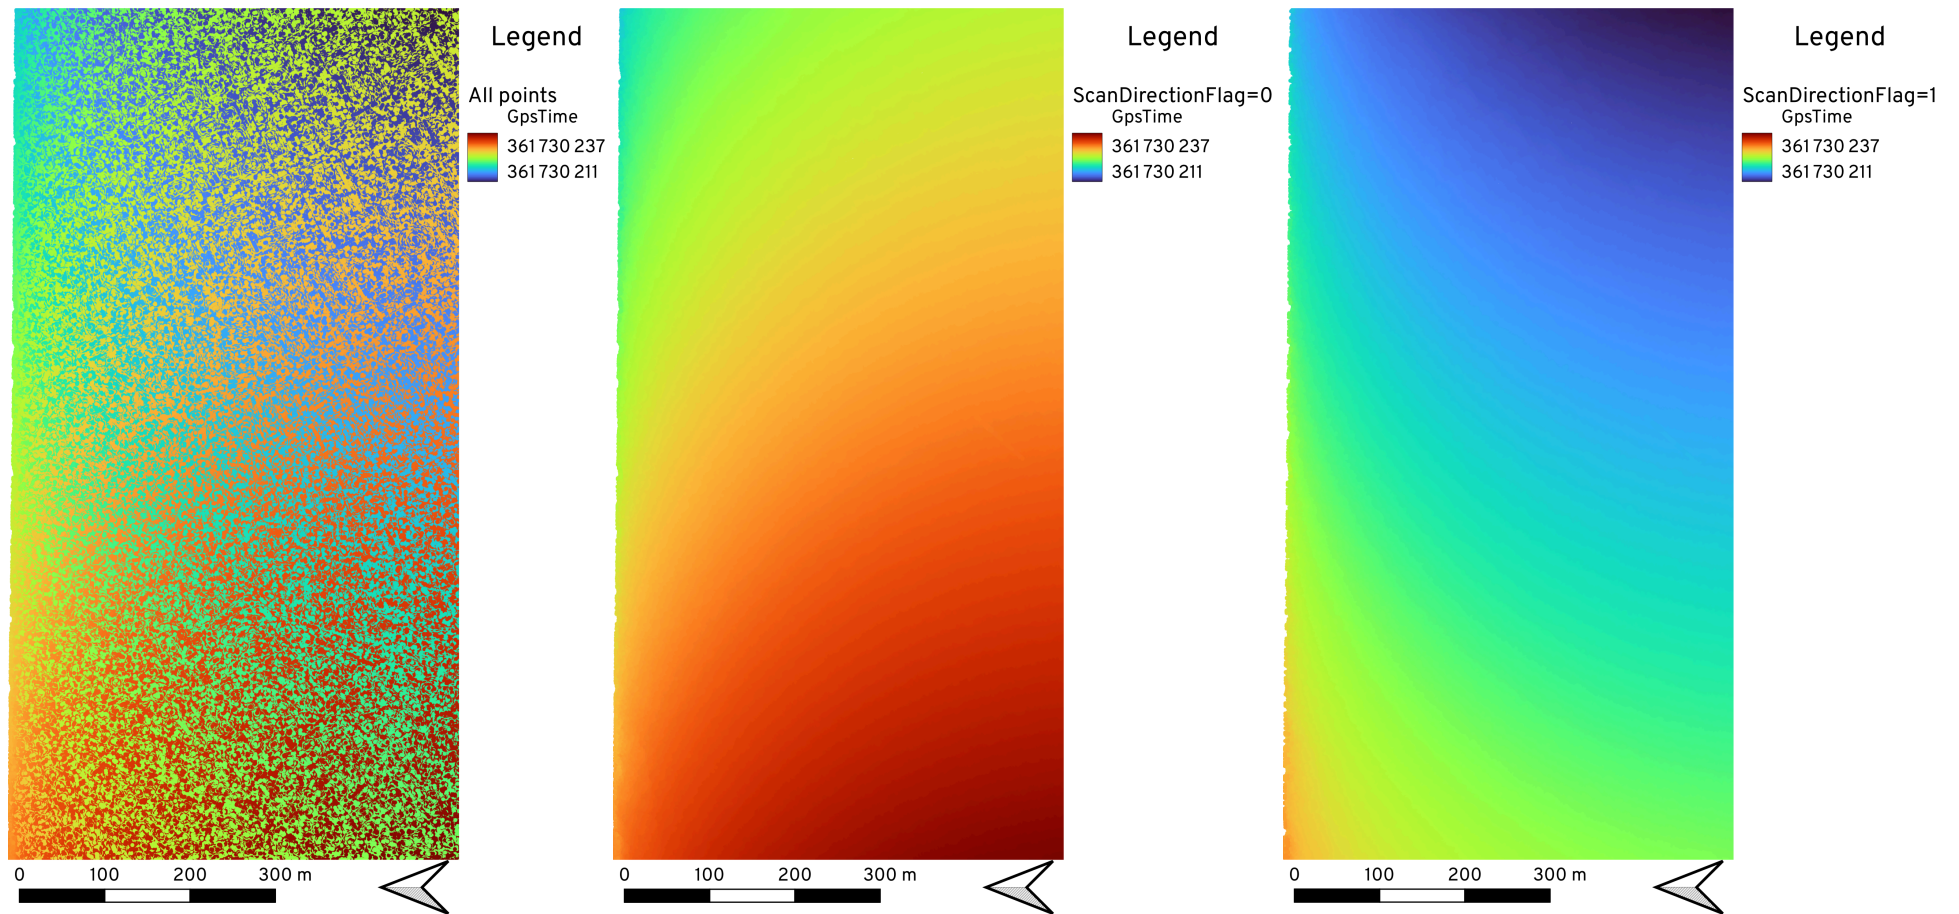 Legend
All points
GpsTime
361 730 237
361 730 211
0 100 200 300 m
Legend
ScanDirectionFlag=0
GpsTime
361 730 237
361 730 211
0 100 200 300 m
Legend
ScanDirectionFlag=1
GpsTime
361 730 237
361 730 211
0 100 200 300 m